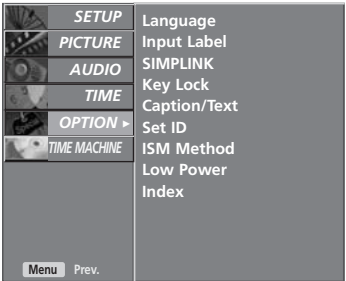 SETUP
PICTURE
AUDIO
TIME
OPTION ►
TIME MACHINE
Language
Input Label
SIMPLINK
Key Lock
Caption/Text
Set ID
ISM Method
Low Power
Index
Menu Prev.